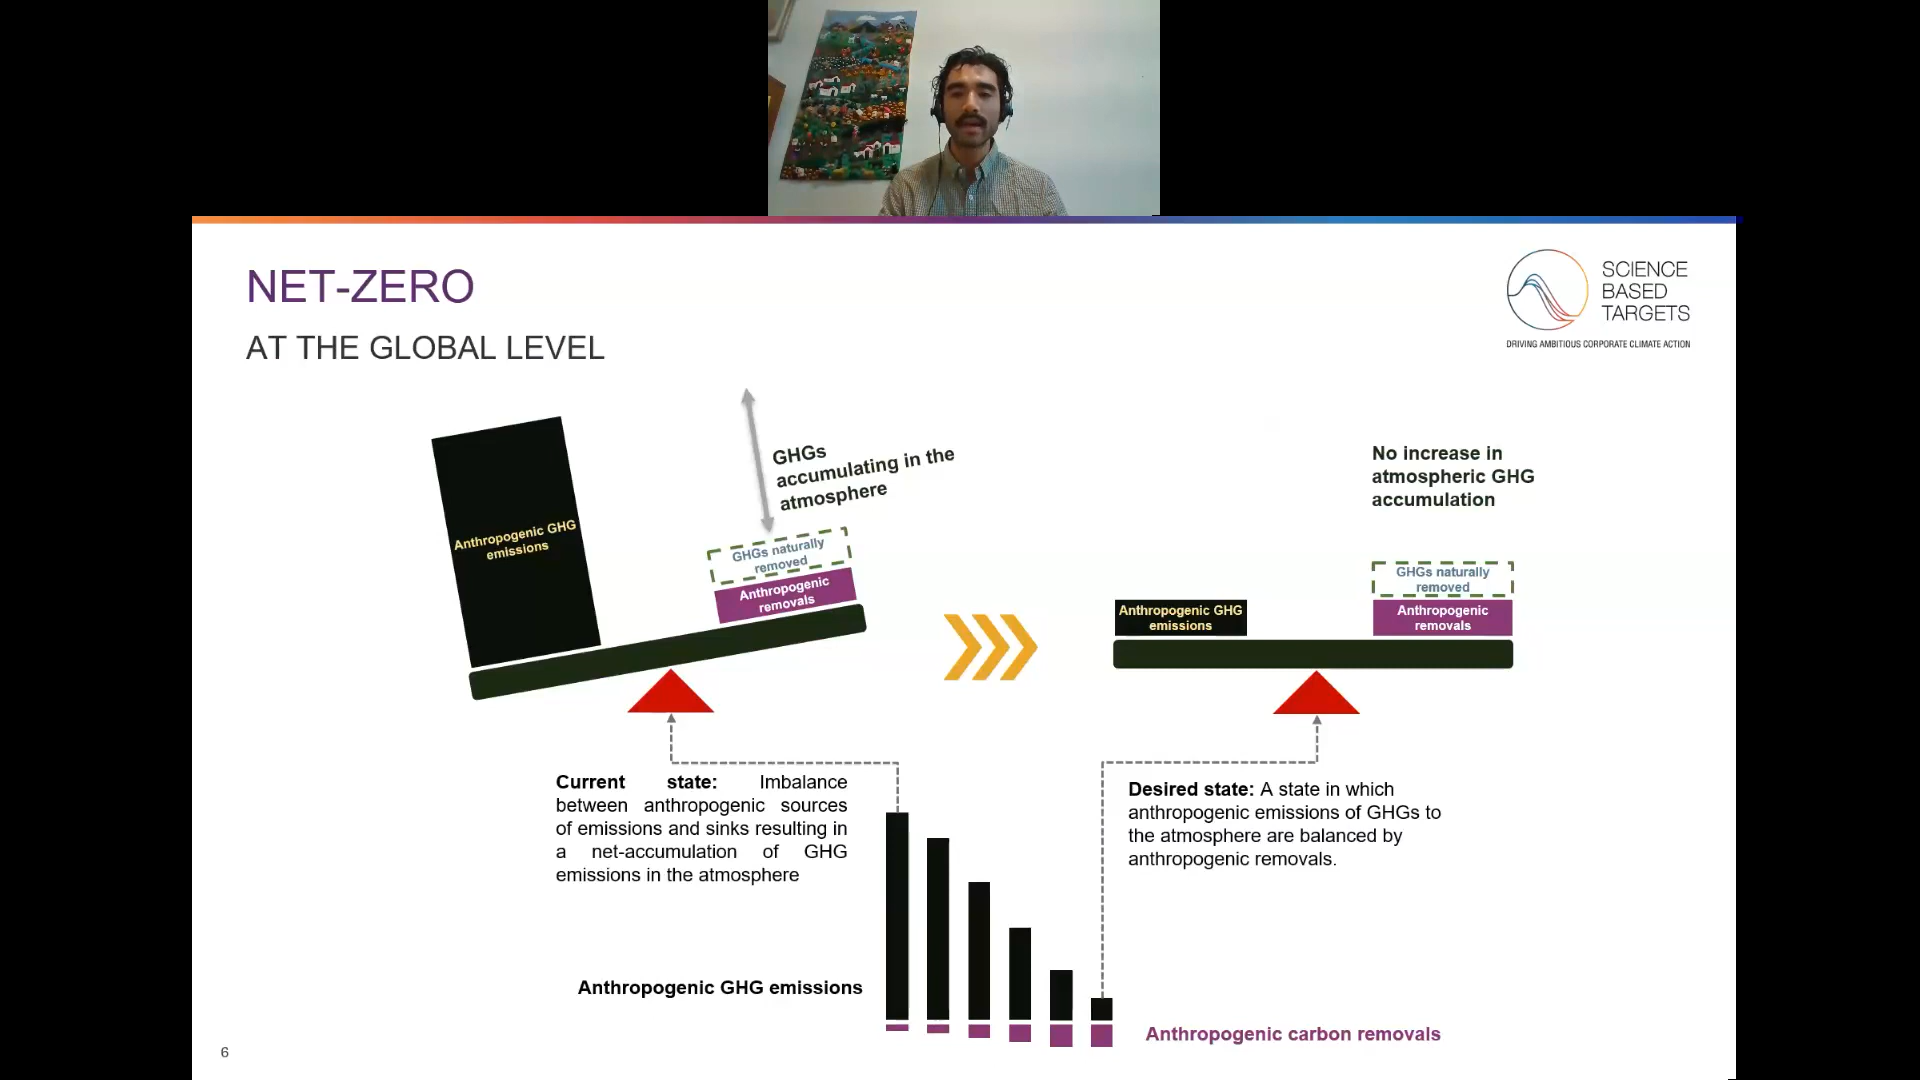 NET-ZERO
AT THE GLOBAL LEVEL
SCIENCE
BASED
TARGETS
DRIVING AMBITIOUS CORPORATE CLIMATE ACTION
Anthropogenic GHG
emissions
GHGs
accumulating in the
atmosphere
GHGs naturally
removed
Anthropogenic
removals
No increase in
atmospheric GHG
accumulation
Anthropogenic GHG
emissions
GHGs naturally
removed
Anthropogenic
removals
Current state: Imbalance
between anthropogenic sources
of emissions and sinks resulting in
a net-accumulation of GHG
emissions in the atmosphere
Desired state: A state in which
anthropogenic emissions of GHGs to
the atmosphere are balanced by
anthropogenic removals.
Anthropogenic GHG emissions
Anthropogenic carbon removals
6